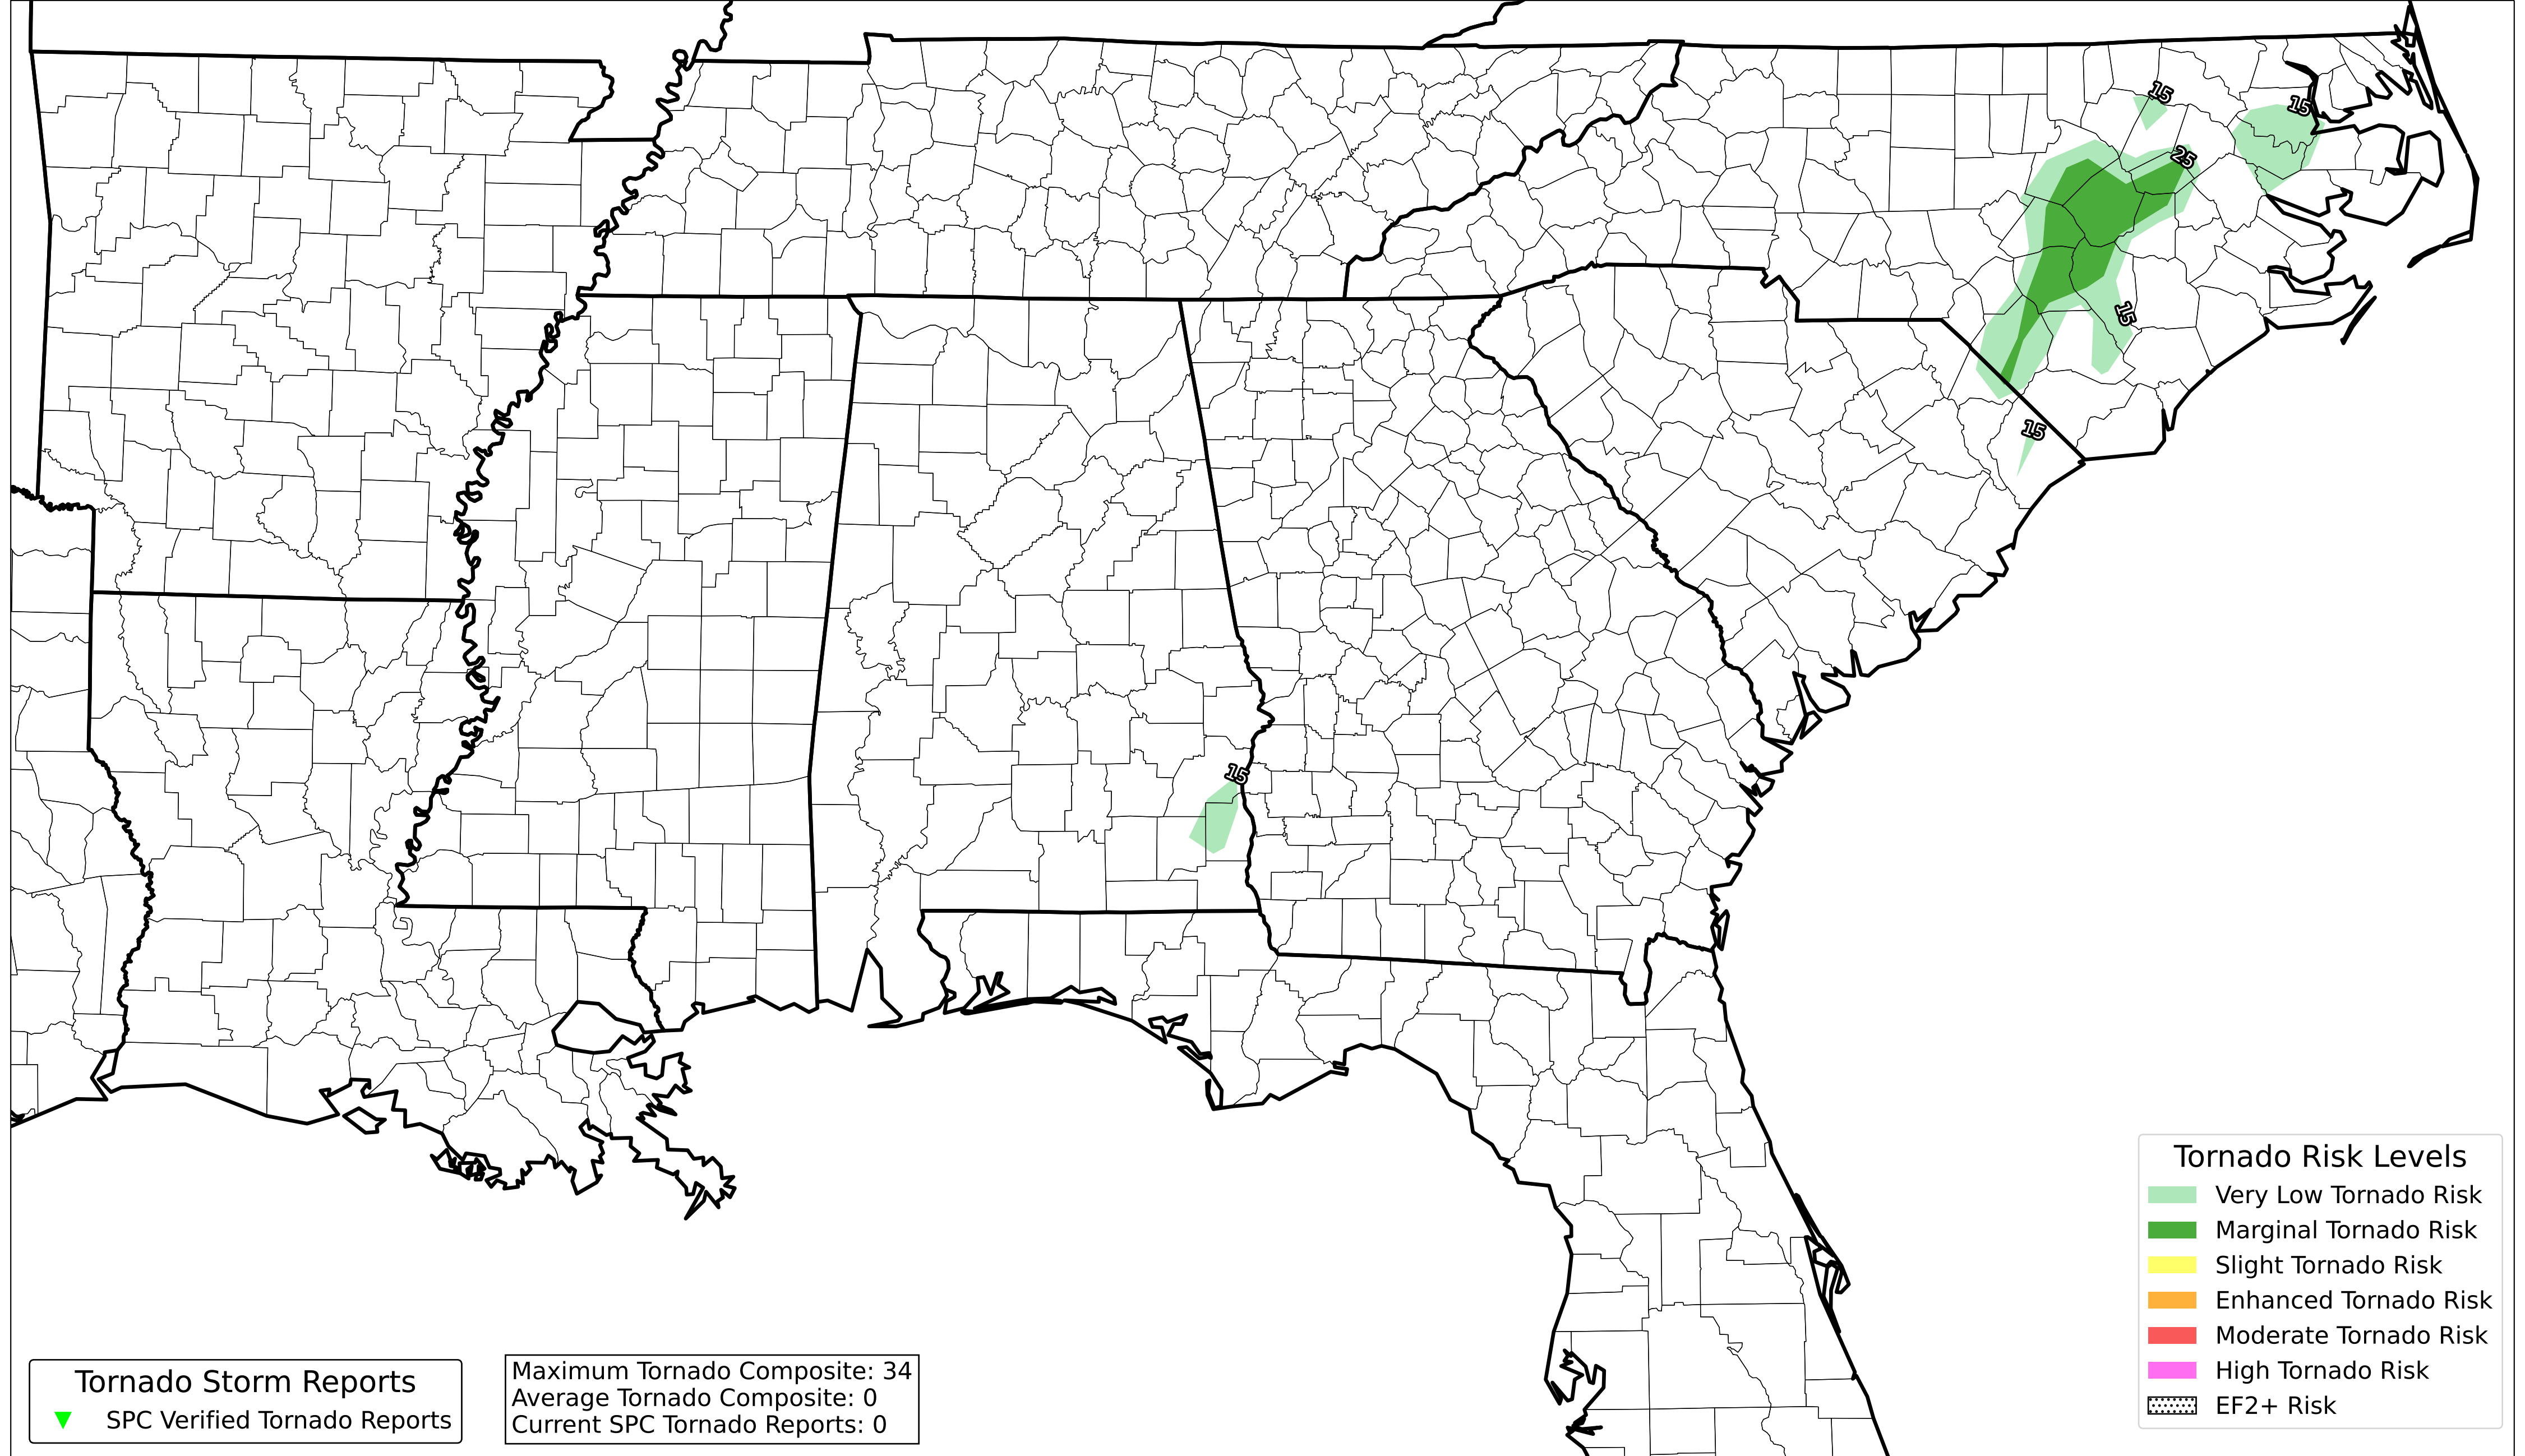 15
15
25
15
15
15
Tornado Risk Levels
Very Low Tornado Risk
Marginal Tornado Risk
Slight Tornado Risk
Enhanced Tornado Risk
Moderate Tornado Risk
High Tornado Risk
EF2+ Risk
Tornado Storm Reports
SPC Verified Tornado Reports
Maximum Tornado Composite: 34
Average Tornado Composite: 0
Current SPC Tornado Reports: 0